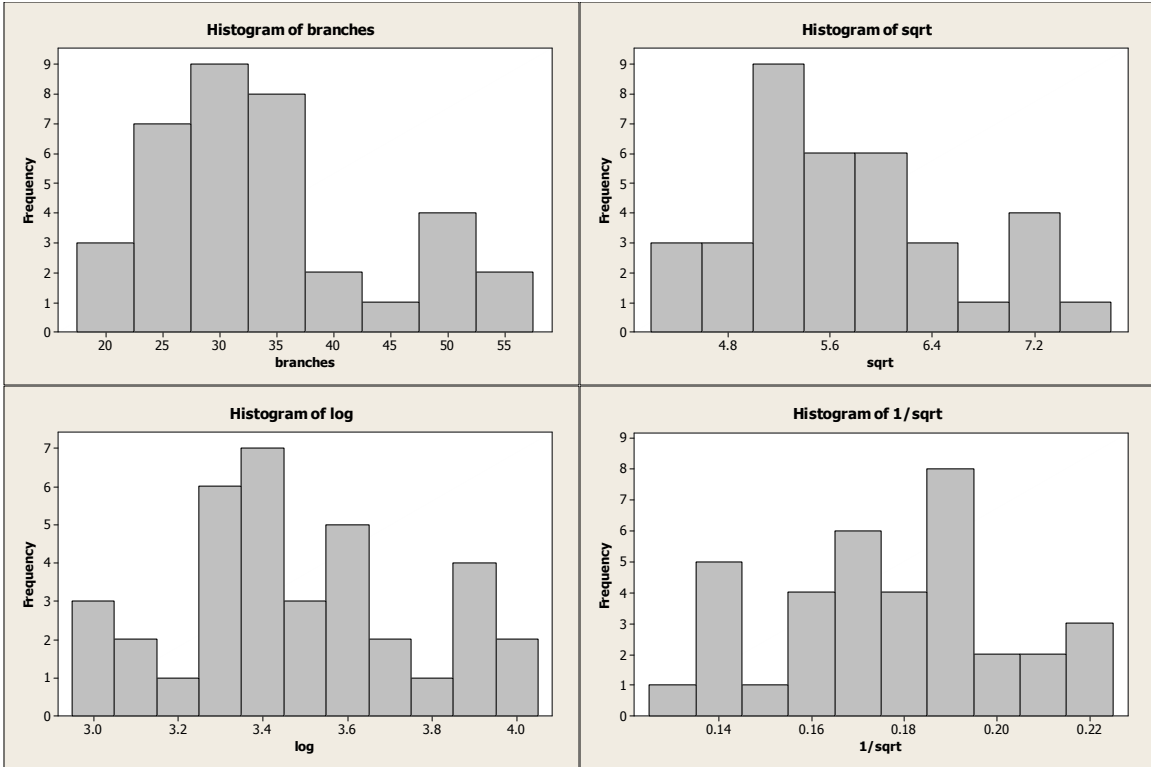 Histogram of branches
9
8
7
6
5
4
3
2
1
0
Frequency
20 25 30 35 40 45 50 55
branches
Histogram of sqrt
9
8
7
6
5
4
3
2
1
0
Frequency
4.8 5.6 6.4 7.2
sqrt
Histogram of log
7
6
5
4
3
2
1
0
Frequency
3.0 3.2 3.4 3.6 3.8 4.0
log
Histogram of 1/sqrt
9
8
7
6
5
4
3
2
1
0
Frequency
0.14 0.16 0.18 0.20 0.22
1/sqrt